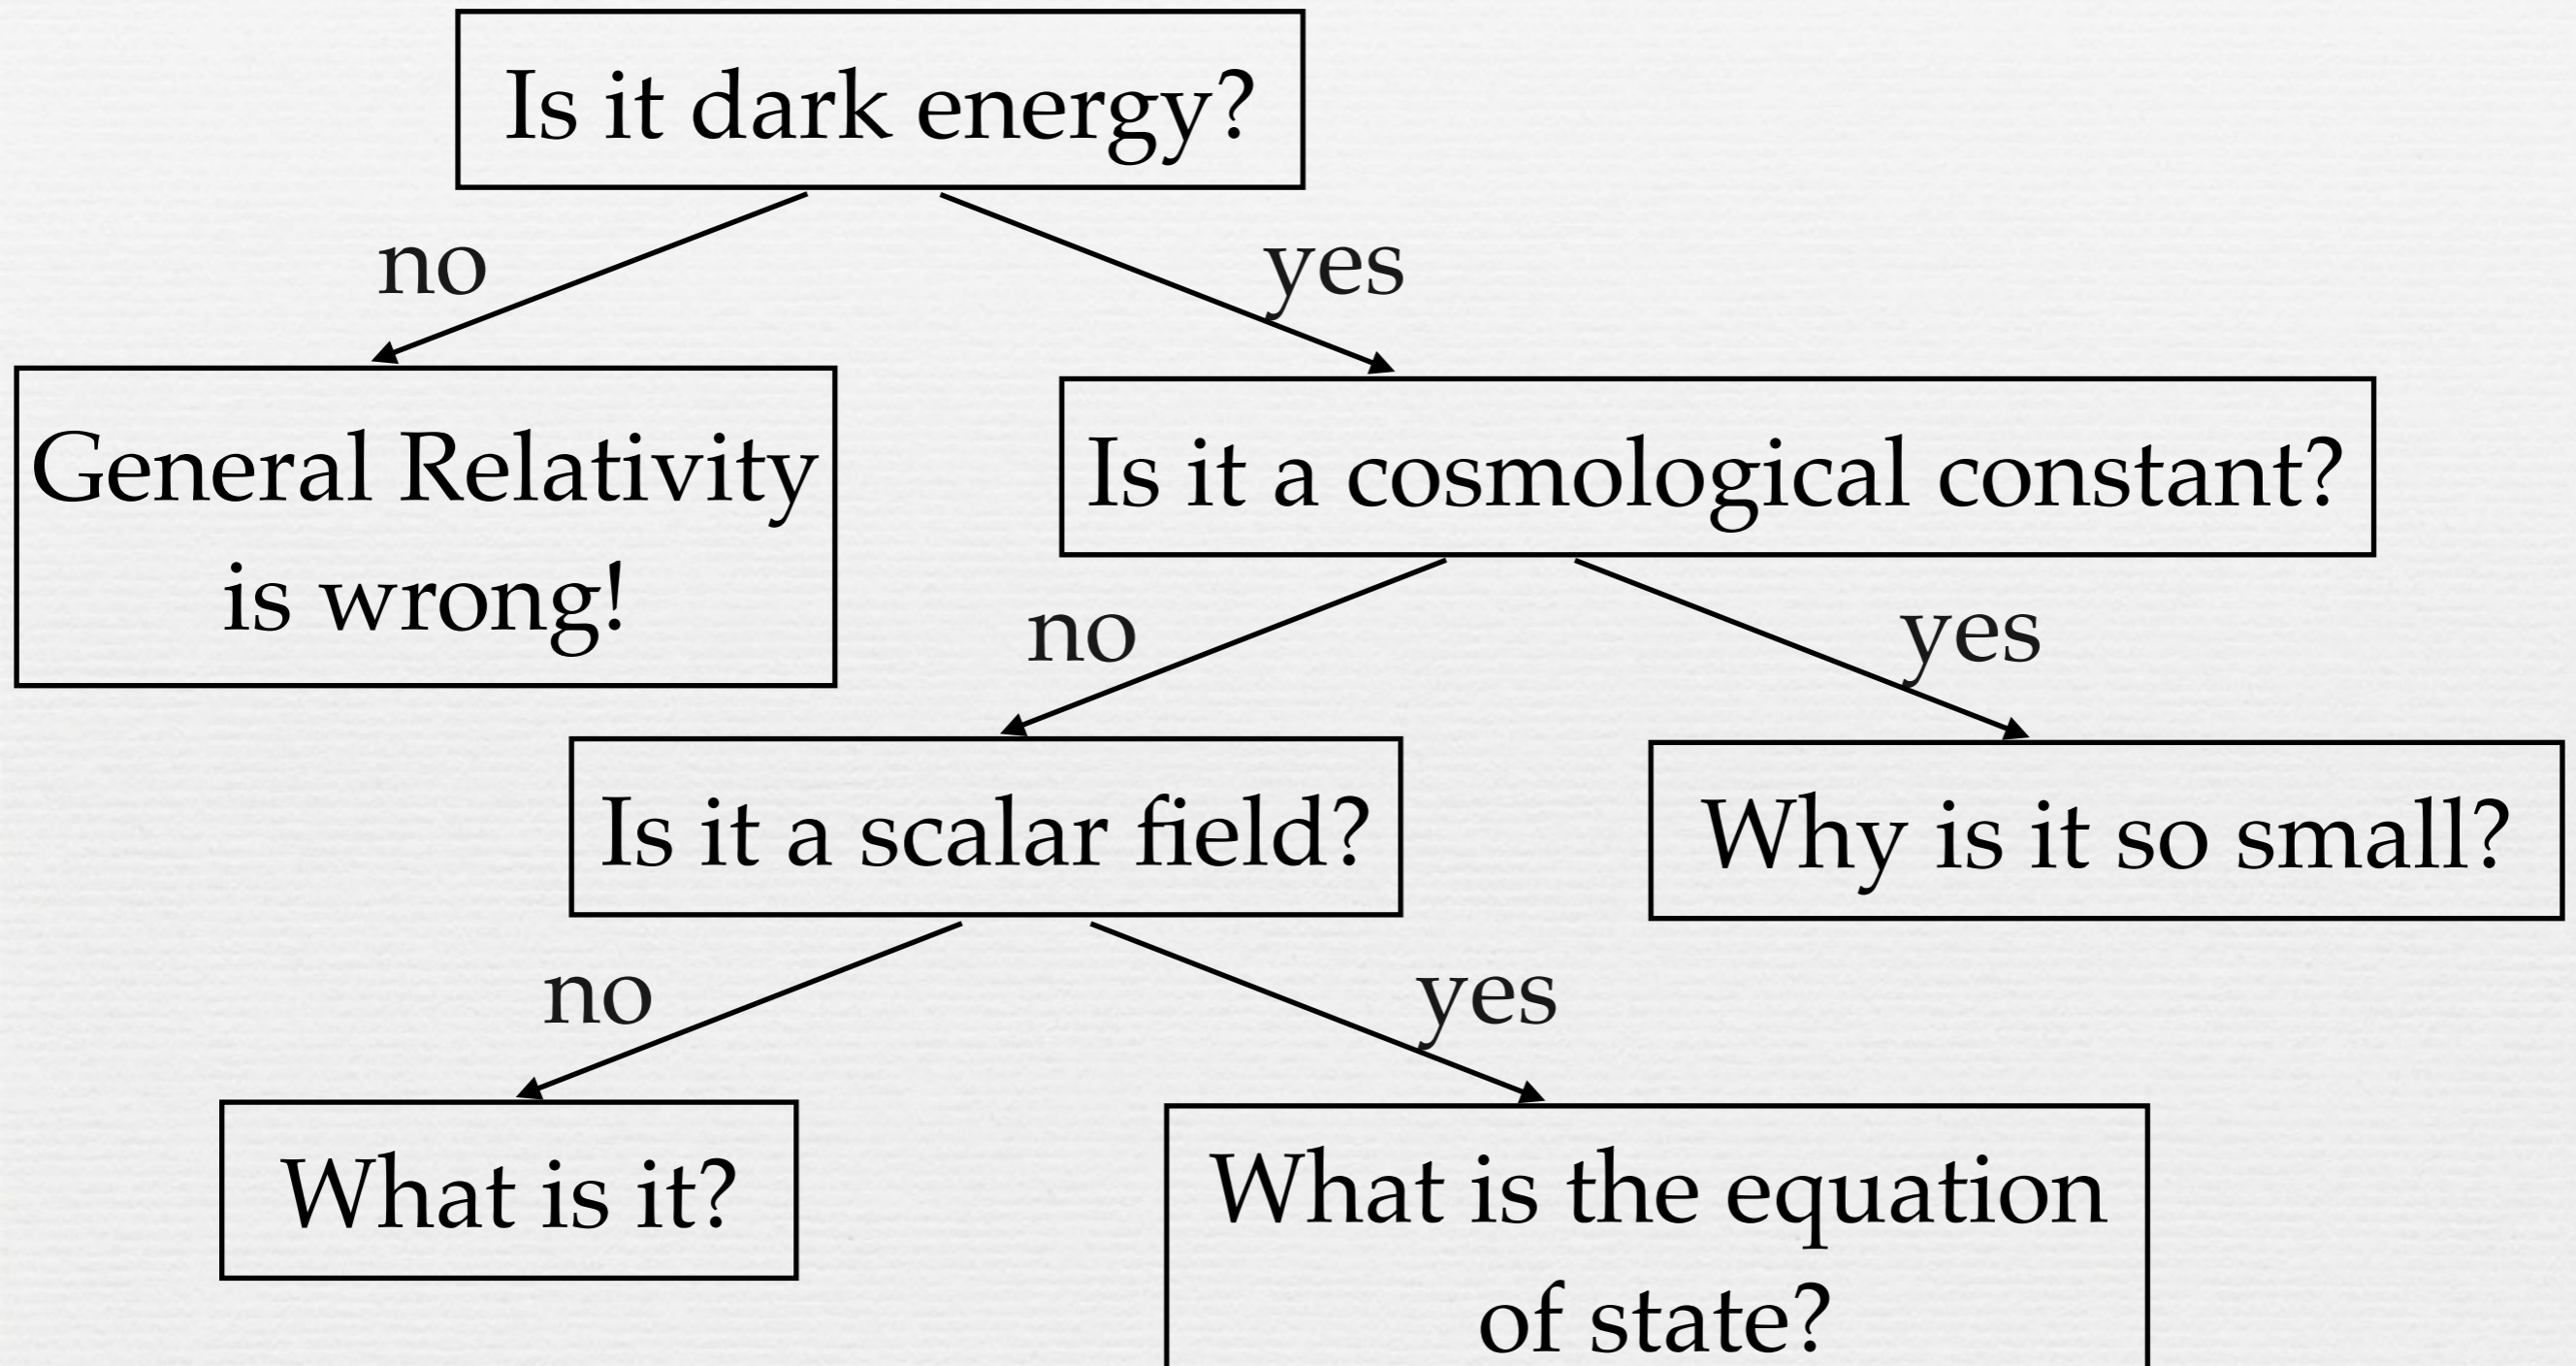 Is it dark energy?
no
yes
General Relativity
is wrong!
Is it a cosmological constant?
no
yes
Is it a scalar field?
Why is it so small?
no
yes
What is it?
What is the equation
of state?